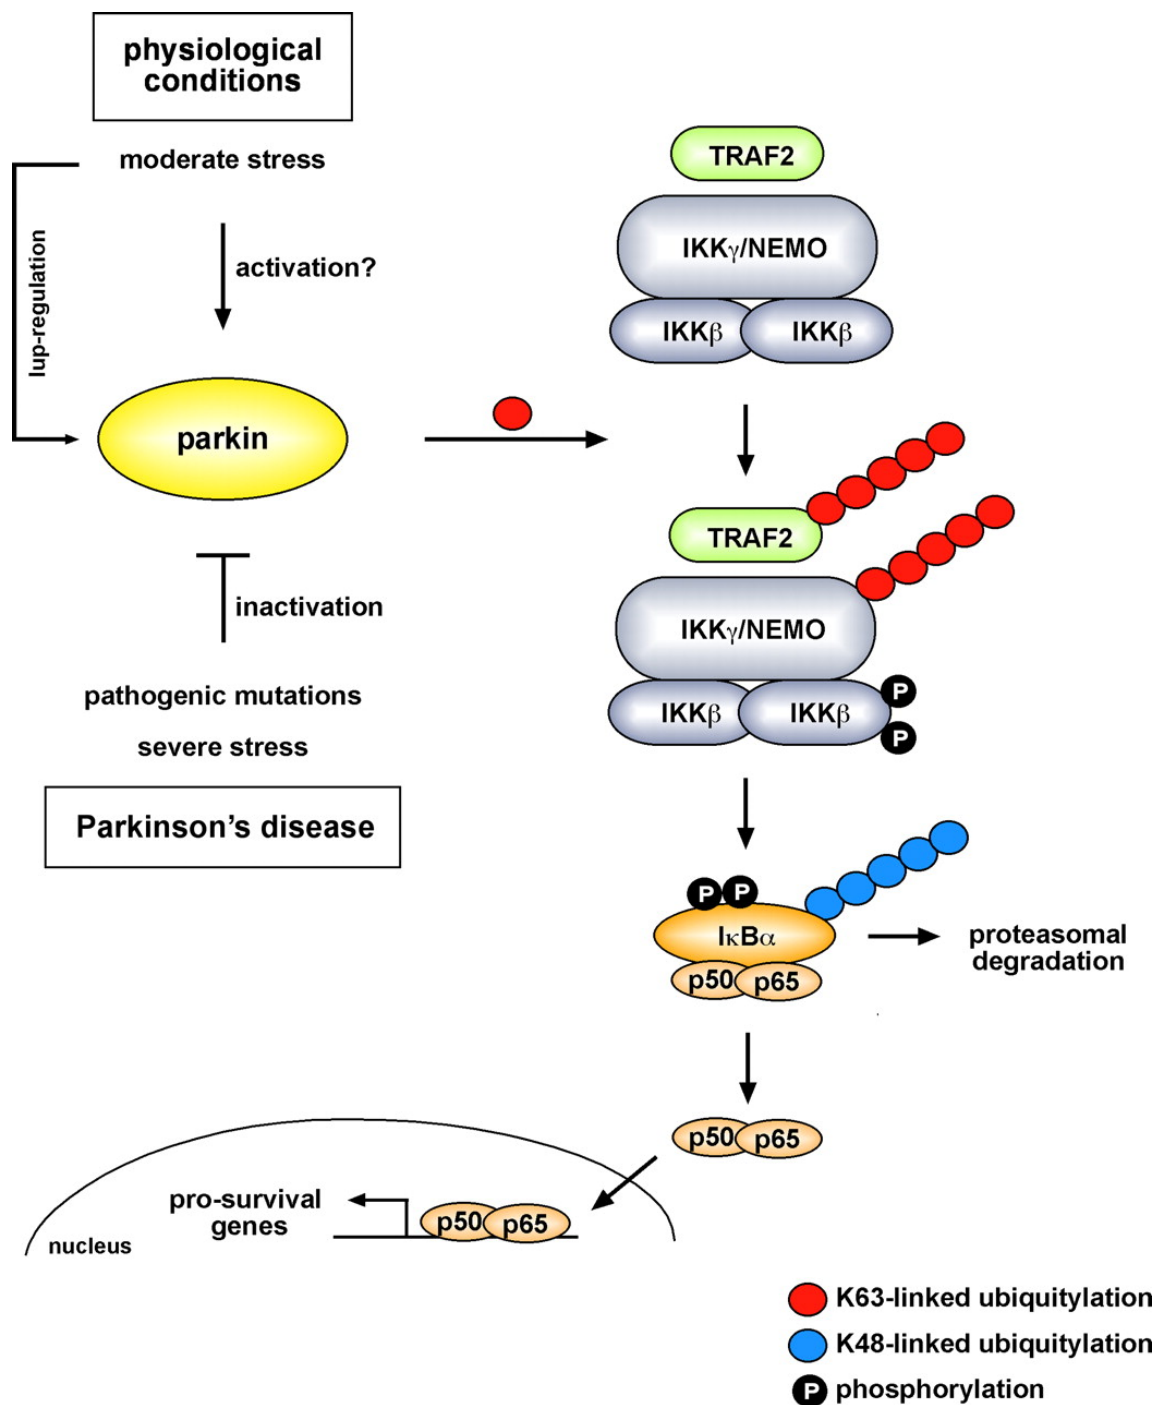 physiological
conditions
moderate stress
lup-regulation
activation?
parkin
inactivation
pathogenic mutations
severe stress
Parkinson's disease
TRAF2
IKKγ/NEMO
IKKβ
IKKβ
TRAF2
IKKγ/NEMO
IKKβ
IKKβ
P
P
P
P
IκBα
p50
p65
proteasomal
degradation
p50
p65
pro-survival
genes
p50
p65
nucleus
K63-linked ubiquitylation
K48-linked ubiquitylation
P phosphorylation